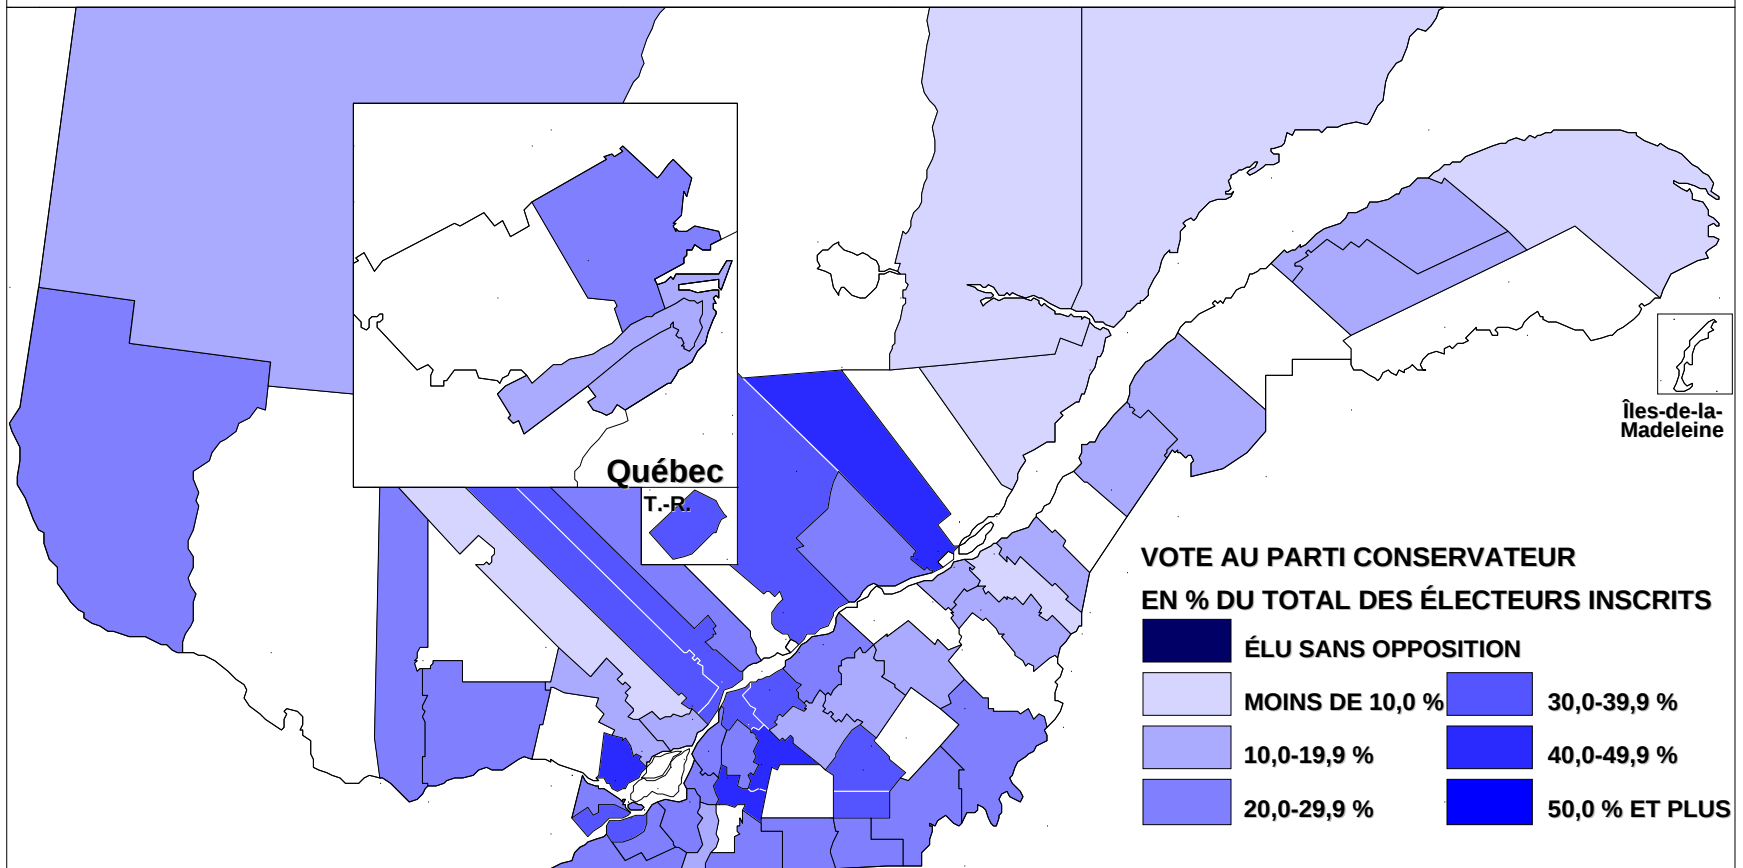 Québec
T.-R.
Îles-de-la-
Madeleine
VOTE AU PARTI CONSERVATEUR
EN % DU TOTAL DES ÉLECTEURS INSCRITS
ÉLU SANS OPPOSITION
MOINS DE 10,0 %
10,0-19,9 %
20,0-29,9 %
30,0-39,9 %
40,0-49,9 %
50,0 % ET PLUS